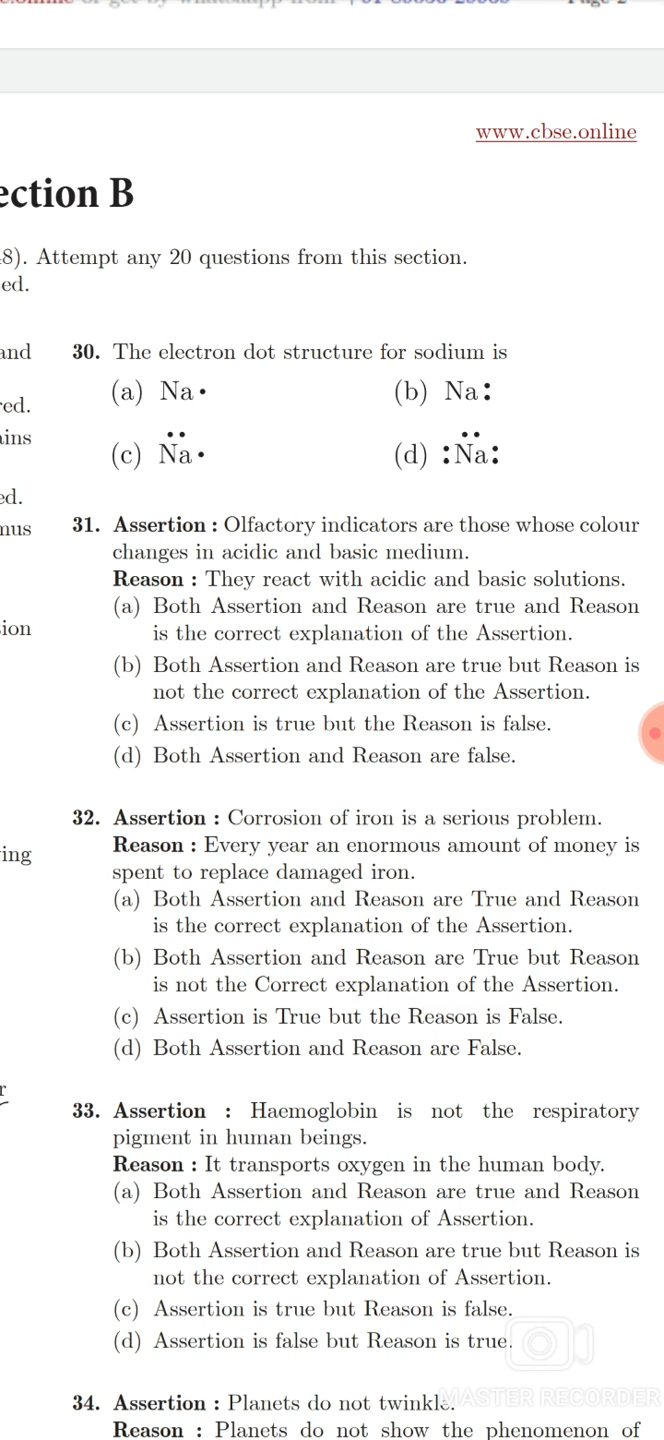 www.cbse.online
ection B
8). Attempt any 20 questions from this section.
ed.
and
red.
ains
ed.
mus
sion
ing
r
30. The electron dot structure for sodium is
(a) Na·
(b) Na:
(c) N̈a·
(d) :N̈a:
31. Assertion : Olfactory indicators are those whose colour
changes in acidic and basic medium.
Reason : They react with acidic and basic solutions.
(a) Both Assertion and Reason are true and Reason
is the correct explanation of the Assertion.
(b) Both Assertion and Reason are true but Reason is
not the correct explanation of the Assertion.
(c) Assertion is true but the Reason is false.
(d) Both Assertion and Reason are false.
32. Assertion : Corrosion of iron is a serious problem.
Reason : Every year an enormous amount of money is
spent to replace damaged iron.
(a) Both Assertion and Reason are True and Reason
is the correct explanation of the Assertion.
(b) Both Assertion and Reason are True but Reason
is not the Correct explanation of the Assertion.
(c) Assertion is True but the Reason is False.
(d) Both Assertion and Reason are False.
33. Assertion : Haemoglobin is not the respiratory
pigment in human beings.
Reason : It transports oxygen in the human body.
(a) Both Assertion and Reason are true and Reason
is the correct explanation of Assertion.
(b) Both Assertion and Reason are true but Reason is
not the correct explanation of Assertion.
(c) Assertion is true but Reason is false.
(d) Assertion is false but Reason is true.
34. Assertion : Planets do not twinkle.
Reason : Planets do not show the phenomenon of
MASTER RECORDER